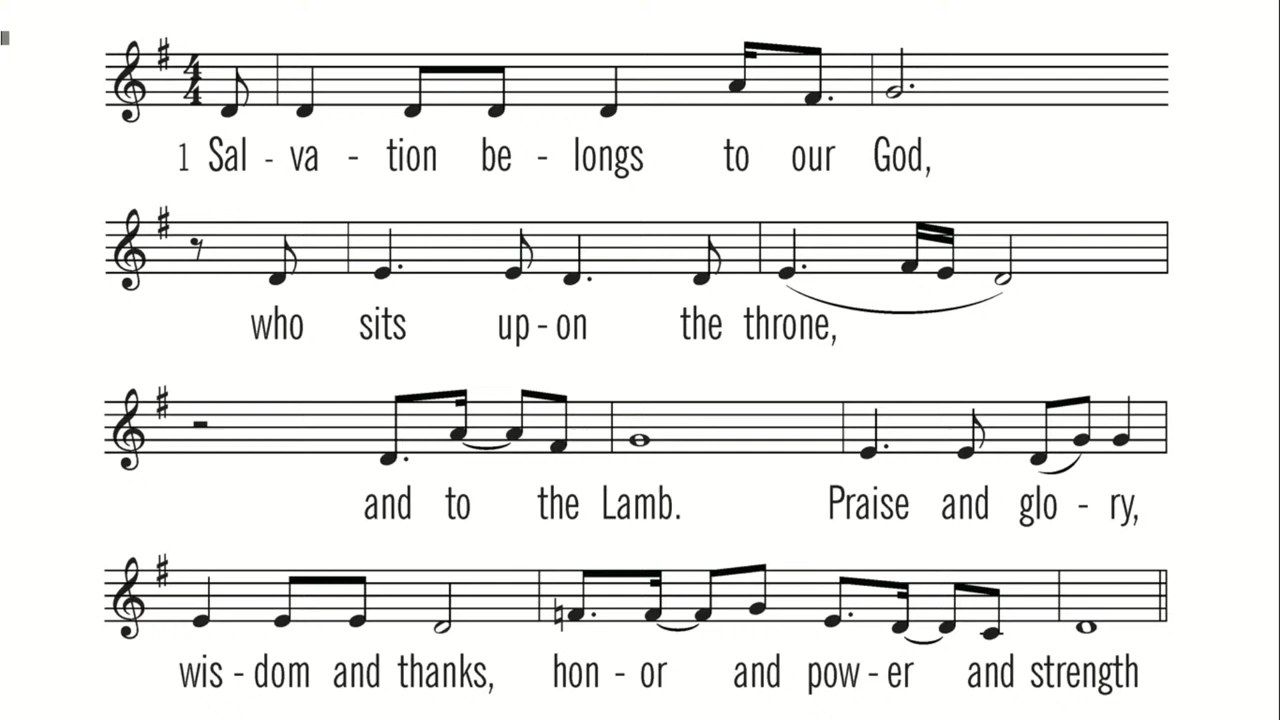 1 Sal - va - tion be - longs to our God,
who sits up - on the throne,
and to the Lamb. Praise and glo - ry,
wis - dom and thanks, hon - or and pow - er and strength